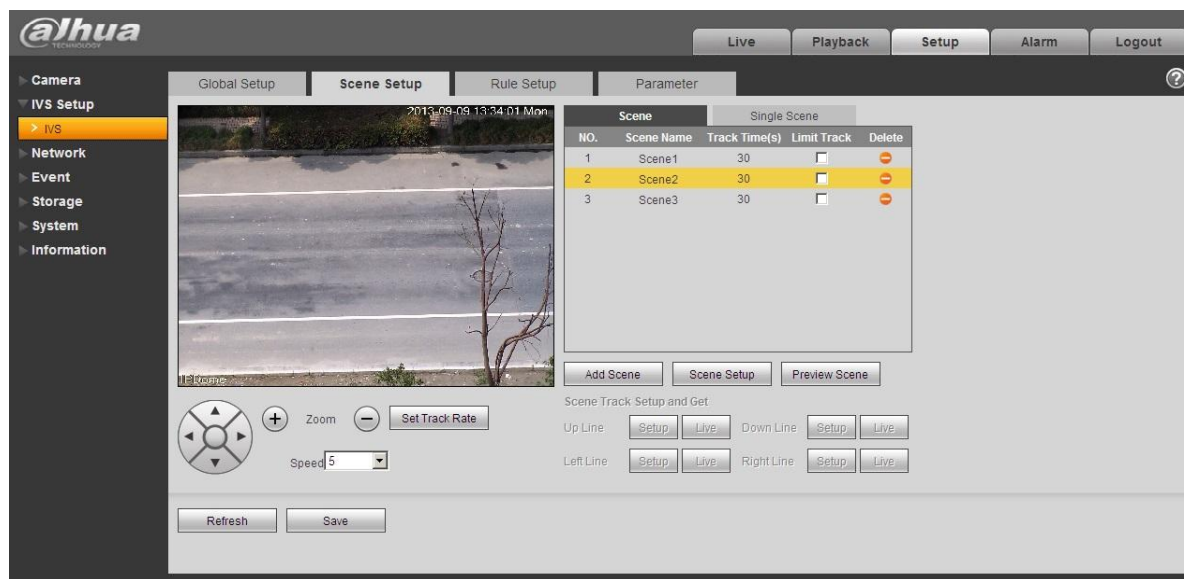 alhua
TECHNOLOGY
Live Playback Setup Alarm Logout
Camera
IVS Setup
IVS
Network
Event
Storage
System
Information
Global Setup Scene Setup Rule Setup Parameter
?
2013-09-09 13:34:01 Mon
IPDome
Zoom Set Track Rate
Speed 5
Scene Single Scene
NO. Scene Name Track Time(s) Limit Track Delete
1 Scene1 30
2 Scene2 30
3 Scene3 30
Add Scene Scene Setup Preview Scene
Scene Track Setup and Get
Up Line Setup Live Down Line Setup Live
Left Line Setup Live Right Line Setup Live
Refresh Save